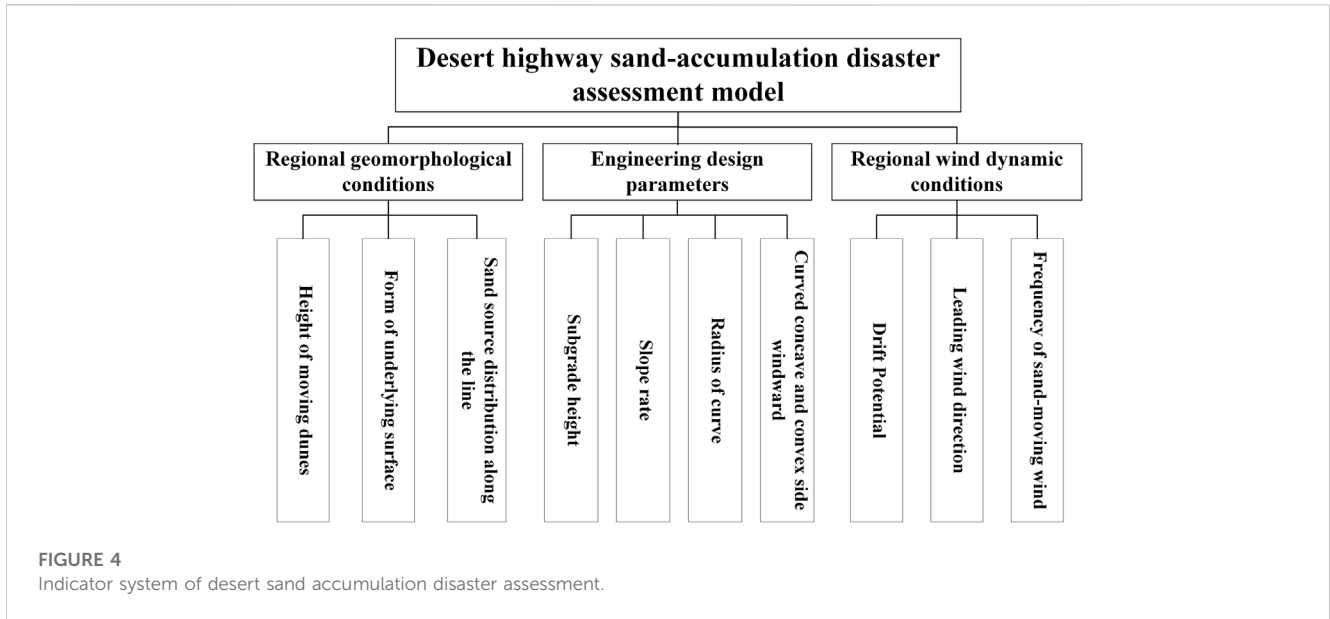 Desert highway sand-accumulation disaster
assessment model
Regional geomorphological
conditions
Engineering design
parameters
Regional wind dynamic
conditions
Height of moving dunes
Form of underlying surface
Sand source distribution along
the line
Subgrade height
Slope rate
Radius of curve
Curved concave and convex side
windward
Drift Potential
Leading wind direction
Frequency of sand-moving wind
FIGURE 4
Indicator system of desert sand accumulation disaster assessment.